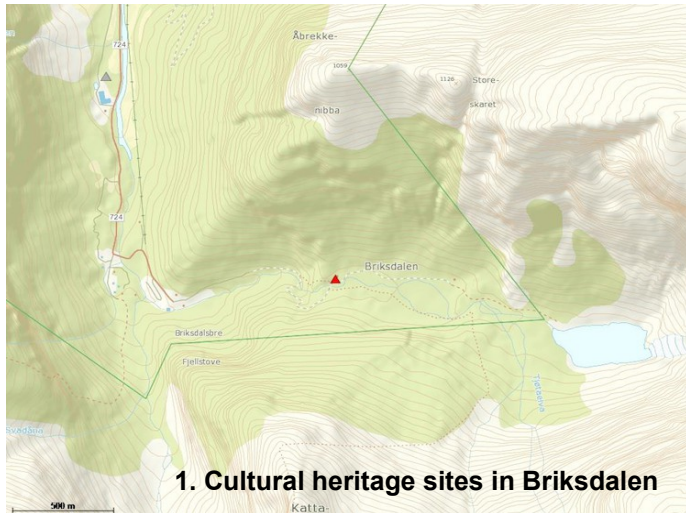 724
Åbrekke-
1059
1126
Store-
skaret
nibba
724
Briksdalen
Briksdalsbre
Fjellstove
Tjøtbelva
1. Cultural heritage sites in Briksdalen
500 m
Katta-